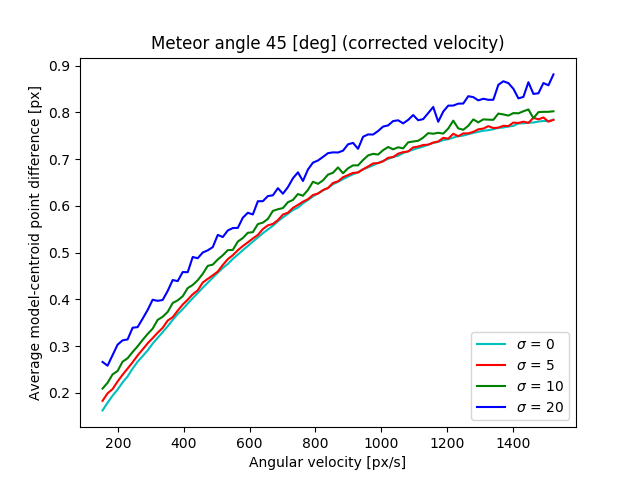 Meteor angle 45 [deg] (corrected velocity)
Average model-centroid point difference [px]
0.9
0.8
0.7
0.6
0.5
0.4
0.3
0.2
200 400 600 800 1000 1200 1400
Angular velocity [px/s]
σ = 0
σ = 5
σ = 10
σ = 20